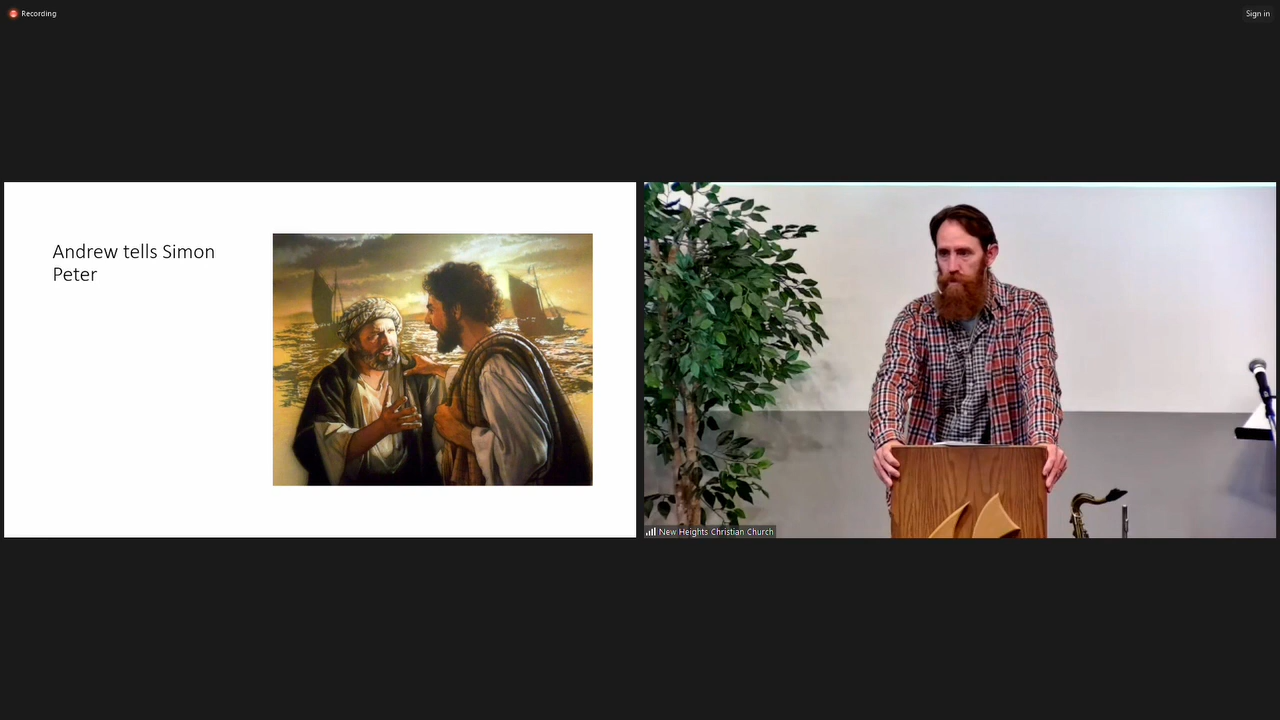 Recording
Sign in
Andrew tells Simon
Peter
New Heights Christian Church